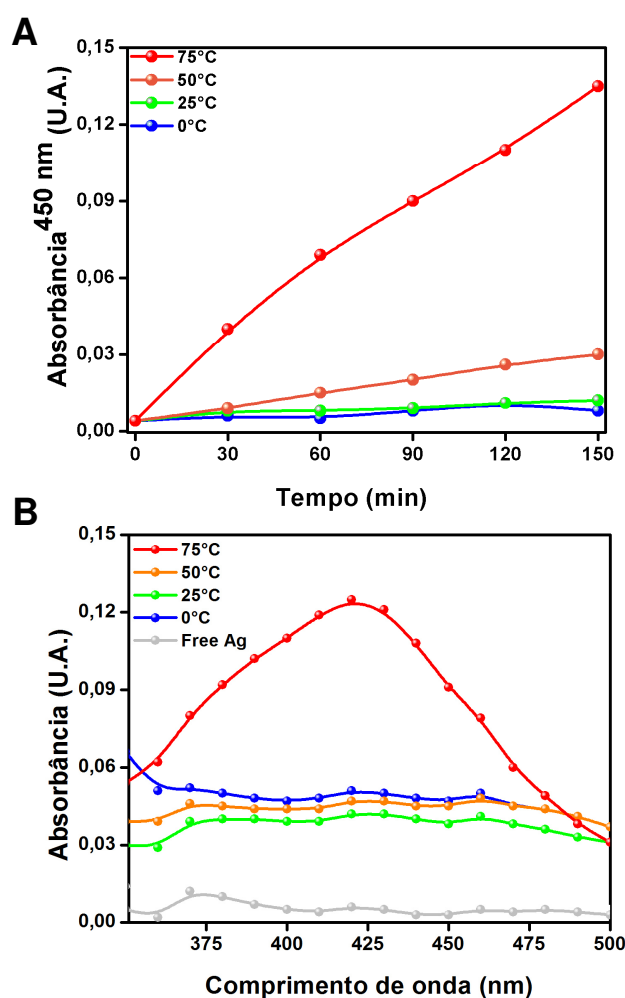 A
Absorbância450 nm (U.A.)
0,15
0,12
0,09
0,06
0,03
0,00
75°C
50°C
25°C
0°C
0 30 60 90 120 150
Tempo (min)
B
Absorbância (U.A.)
0,15
0,12
0,09
0,06
0,03
0,00
75°C
50°C
25°C
0°C
Free Ag
375 400 425 450 475 500
Comprimento de onda (nm)